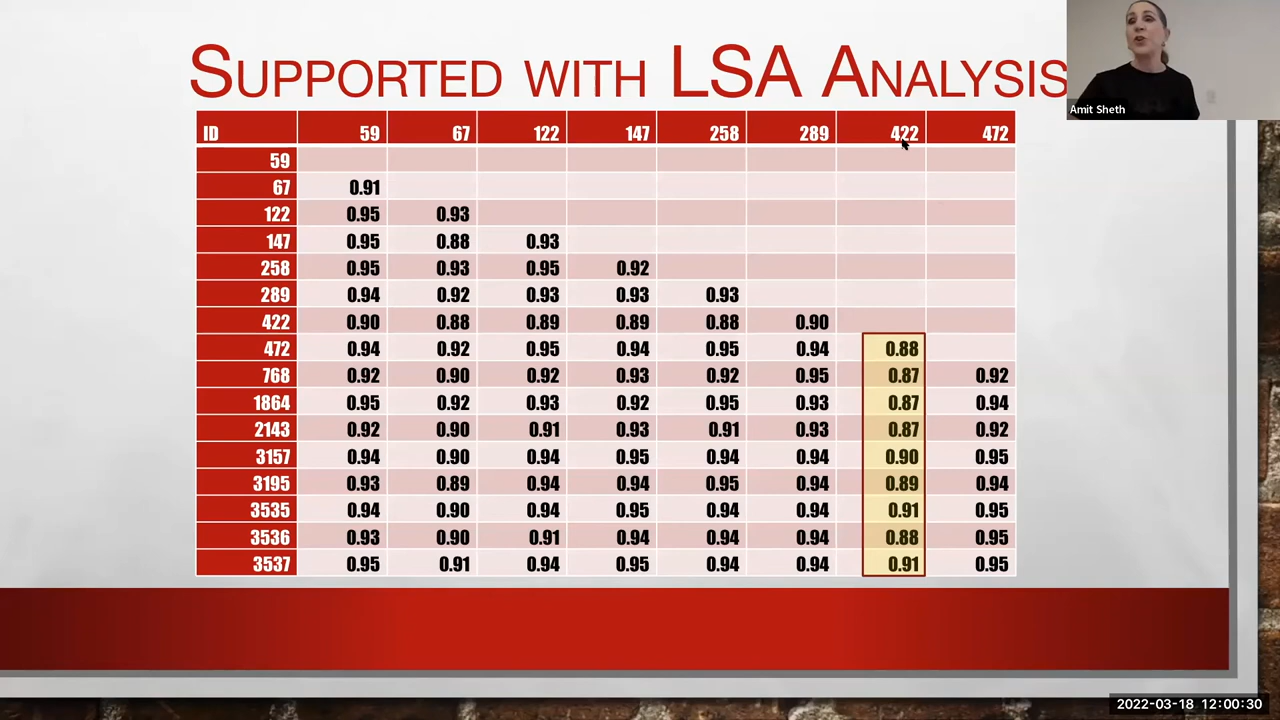 SUPPORTED WITH LSA ANALYSIS
Amit Sheth
ID 59 67 122 147 258 289 422 472
59
67 0.91
122 0.95 0.93
147 0.95 0.88 0.93
258 0.95 0.93 0.95 0.92
289 0.94 0.92 0.93 0.93 0.93
422 0.90 0.88 0.89 0.89 0.88 0.90
472 0.94 0.92 0.95 0.94 0.95 0.94 0.88
768 0.92 0.90 0.92 0.93 0.92 0.95 0.87 0.92
1864 0.95 0.92 0.93 0.92 0.95 0.93 0.87 0.94
2143 0.92 0.90 0.91 0.93 0.91 0.93 0.87 0.92
3157 0.94 0.90 0.94 0.95 0.94 0.94 0.90 0.95
3195 0.93 0.89 0.94 0.94 0.95 0.94 0.89 0.94
3535 0.94 0.90 0.94 0.95 0.94 0.94 0.91 0.95
3536 0.93 0.90 0.91 0.94 0.94 0.94 0.88 0.95
3537 0.95 0.91 0.94 0.95 0.94 0.94 0.91 0.95
2022-03-18 12:00:30